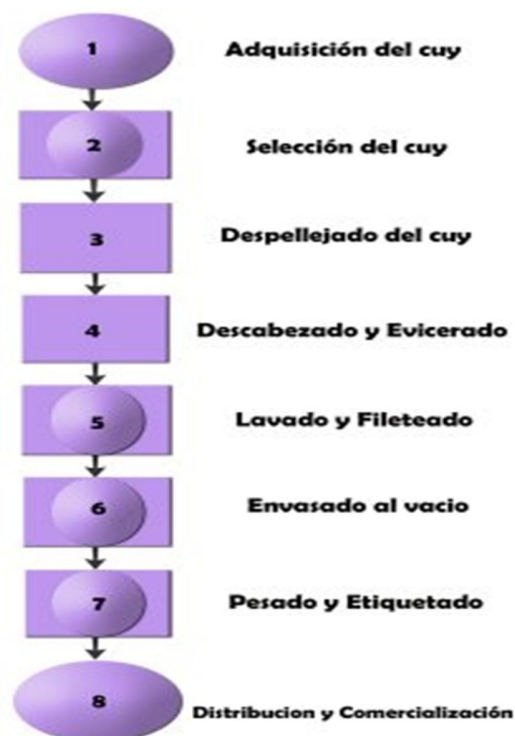 1 Adquisición del cuy
2 Selección del cuy
3 Despellejado del cuy
4 Descabezado y Evicerado
5 Lavado y Fileteado
6 Envasado al vacio
7 Pesado y Etiquetado
8 Distribucion y Comercialización